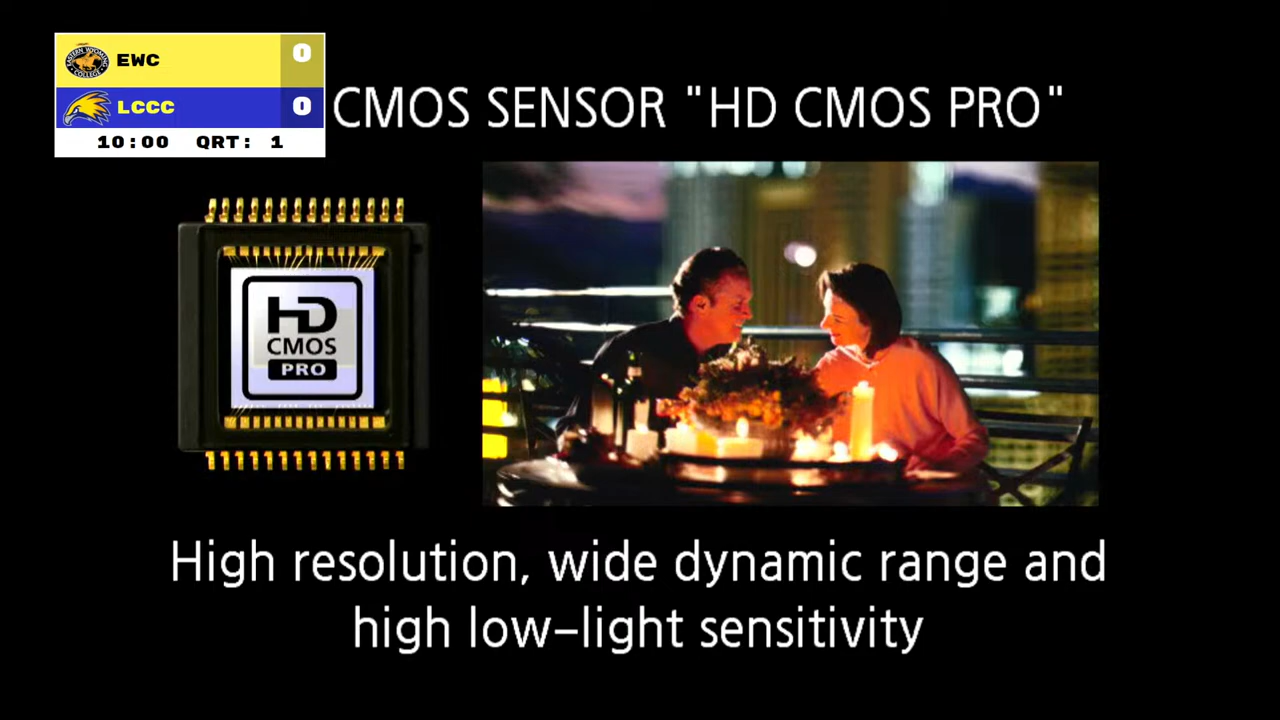 EWC 0
LCCC 0
10:00 QRT: 1
CMOS SENSOR "HD CMOS PRO"
HD
CMOS
PRO
High resolution, wide dynamic range and
high low-light sensitivity